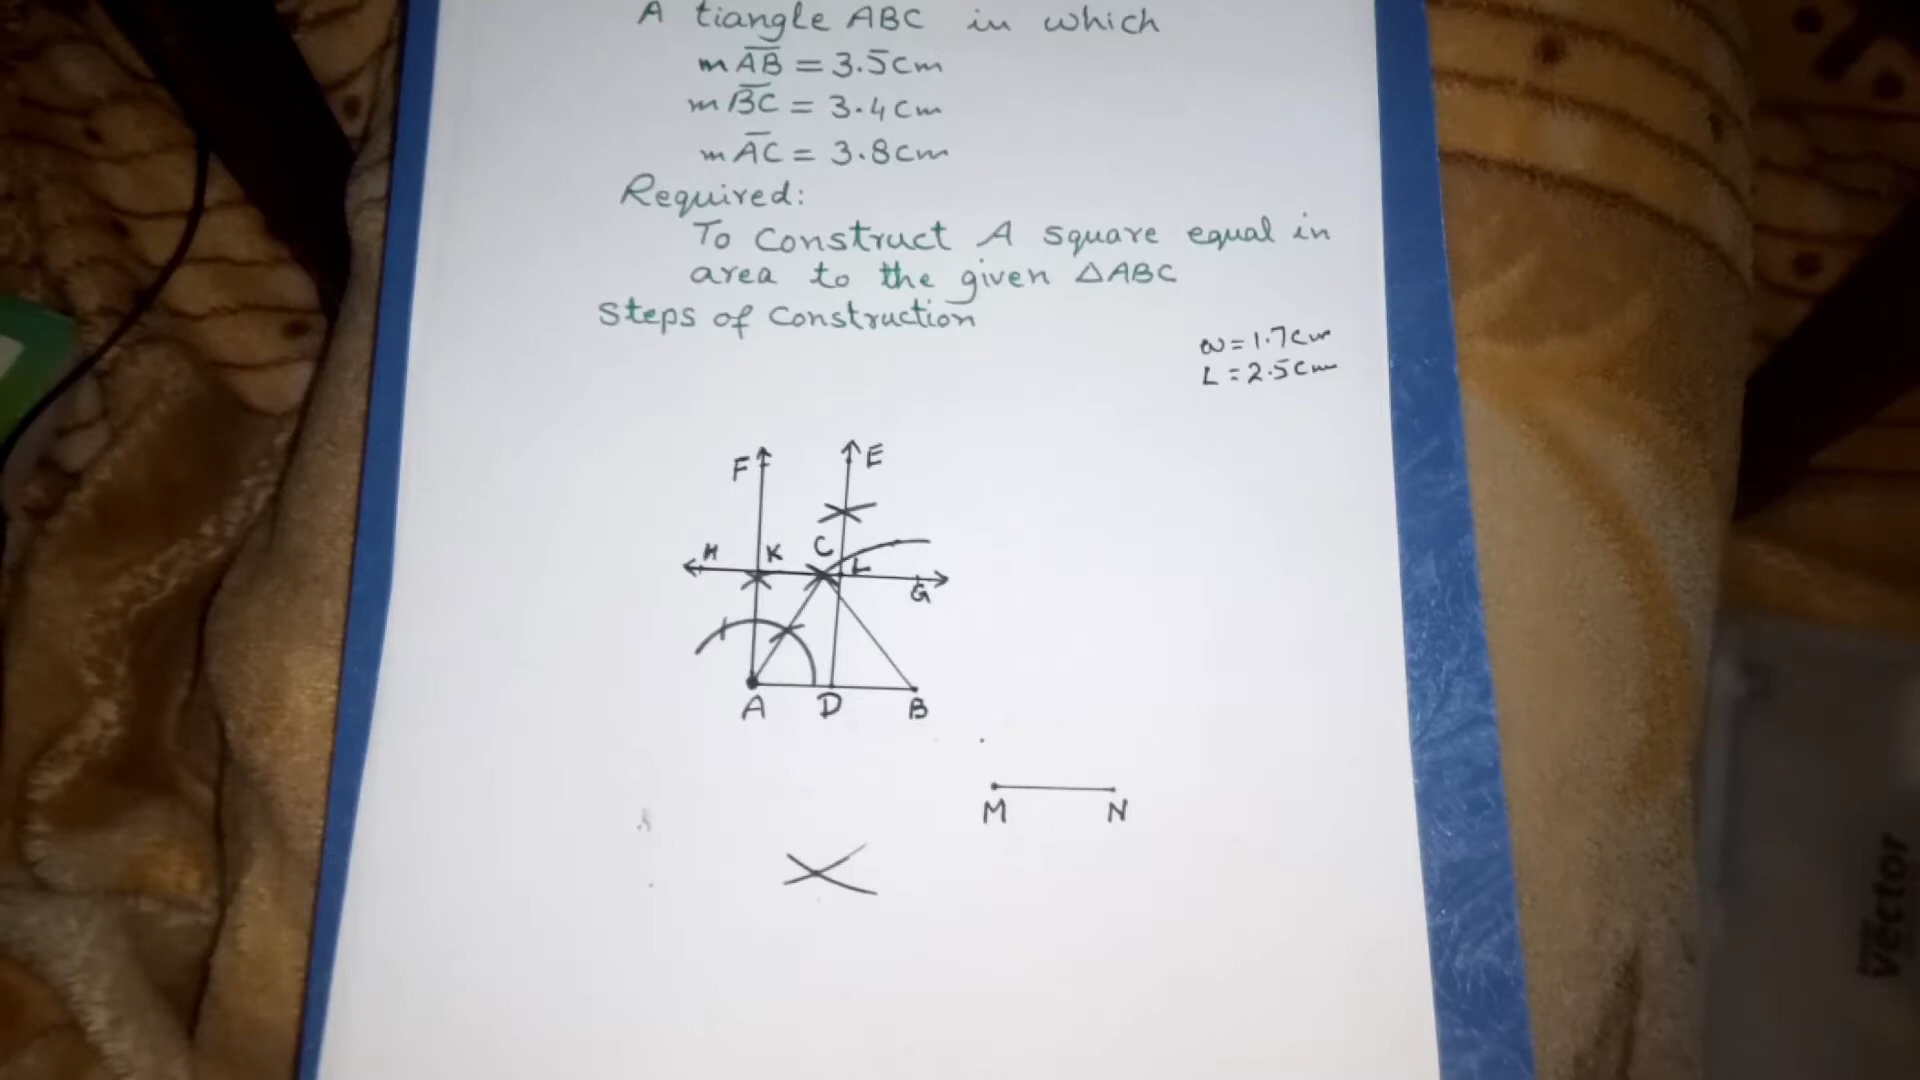 A tiangle ABC in which
mAB = 3.5cm
mBC = 3.4cm
mAC = 3.8cm
Required:
To Construct A square equal in
area to the given △ABC
Steps of Construction
ω = 1.7cm
L = 2.5cm
F E
H K C L
G
A D B
M N
Vector